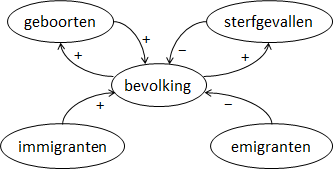 geboorten
sterfgevallen
+
+
−
+
bevolking
+
−
immigranten
emigranten